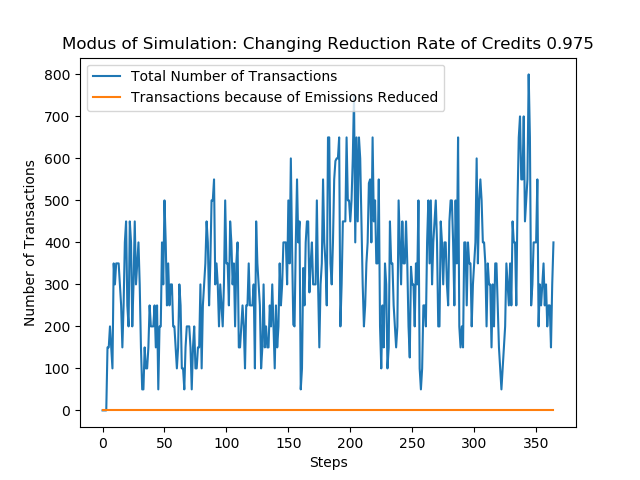 Modus of Simulation: Changing Reduction Rate of Credits 0.975
Total Number of Transactions
Transactions because of Emissions Reduced
800
700
600
500
400
300
200
100
0
Number of Transactions
0 50 100 150 200 250 300 350
Steps